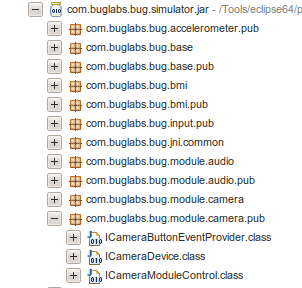 com.buglabs.bug.simulator.jar - /Tools/eclipse64/p
com.buglabs.bug.accelerometer.pub
com.buglabs.bug.base
com.buglabs.bug.base.pub
com.buglabs.bug.bmi
com.buglabs.bug.bmi.pub
com.buglabs.bug.input.pub
com.buglabs.bug.jni.common
com.buglabs.bug.module.audio
com.buglabs.bug.module.audio.pub
com.buglabs.bug.module.camera
com.buglabs.bug.module.camera.pub
ICameraButtonEventProvider.class
ICameraDevice.class
ICameraModuleControl.class